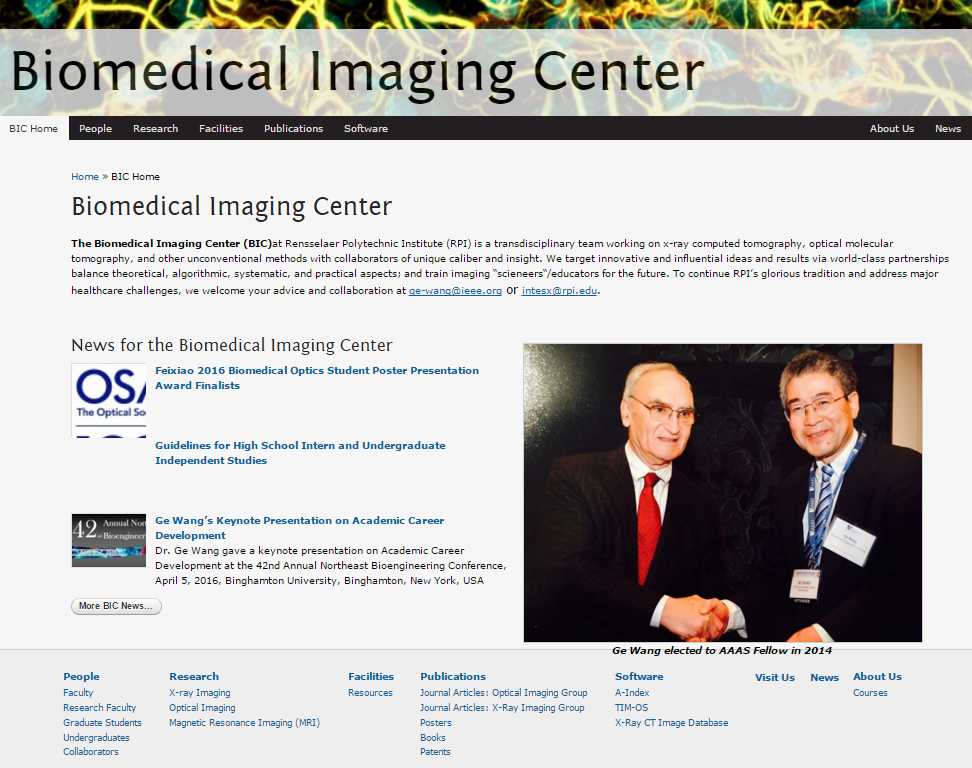 Biomedical Imaging Center
BIC Home People Research Facilities Publications Software About Us News
Home » BIC Home
Biomedical Imaging Center
The Biomedical Imaging Center (BIC)at Rensselaer Polytechnic Institute (RPI) is a transdisciplinary team working on x-ray computed tomography, optical molecular
tomography, and other unconventional methods with collaborators of unique caliber and insight. We target innovative and influential ideas and results via world-class partnerships
balance theoretical, algorithmic, systematic, and practical aspects; and train imaging “scieneers“/educators for the future. To continue RPI’s glorious tradition and address major
healthcare challenges, we welcome your advice and collaboration at ge-wang@ieee.org or intesx@rpi.edu.
News for the Biomedical Imaging Center
OSA
The Optical So
Feixiao 2016 Biomedical Optics Student Poster Presentation
Award Finalists
Guidelines for High School Intern and Undergraduate
Independent Studies
42 Annual Nor
Bioengineer
Ge Wang’s Keynote Presentation on Academic Career
Development
Dr. Ge Wang gave a keynote presentation on Academic Career
Development at the 42nd Annual Northeast Bioengineering Conference,
April 5, 2016, Binghamton University, Binghamton, New York, USA
More BIC News...
Ge Wang
Ge Wang elected to AAAS Fellow in 2014
People Research Facilities Publications Software Visit Us News About Us
Faculty X-ray Imaging Resources Journal Articles: Optical Imaging Group A-Index Courses
Research Faculty Optical Imaging Journal Articles: X-Ray Imaging Group TIM-OS
Graduate Students Magnetic Resonance Imaging (MRI) Posters X-Ray CT Image Database
Undergraduates Books
Collaborators Patents